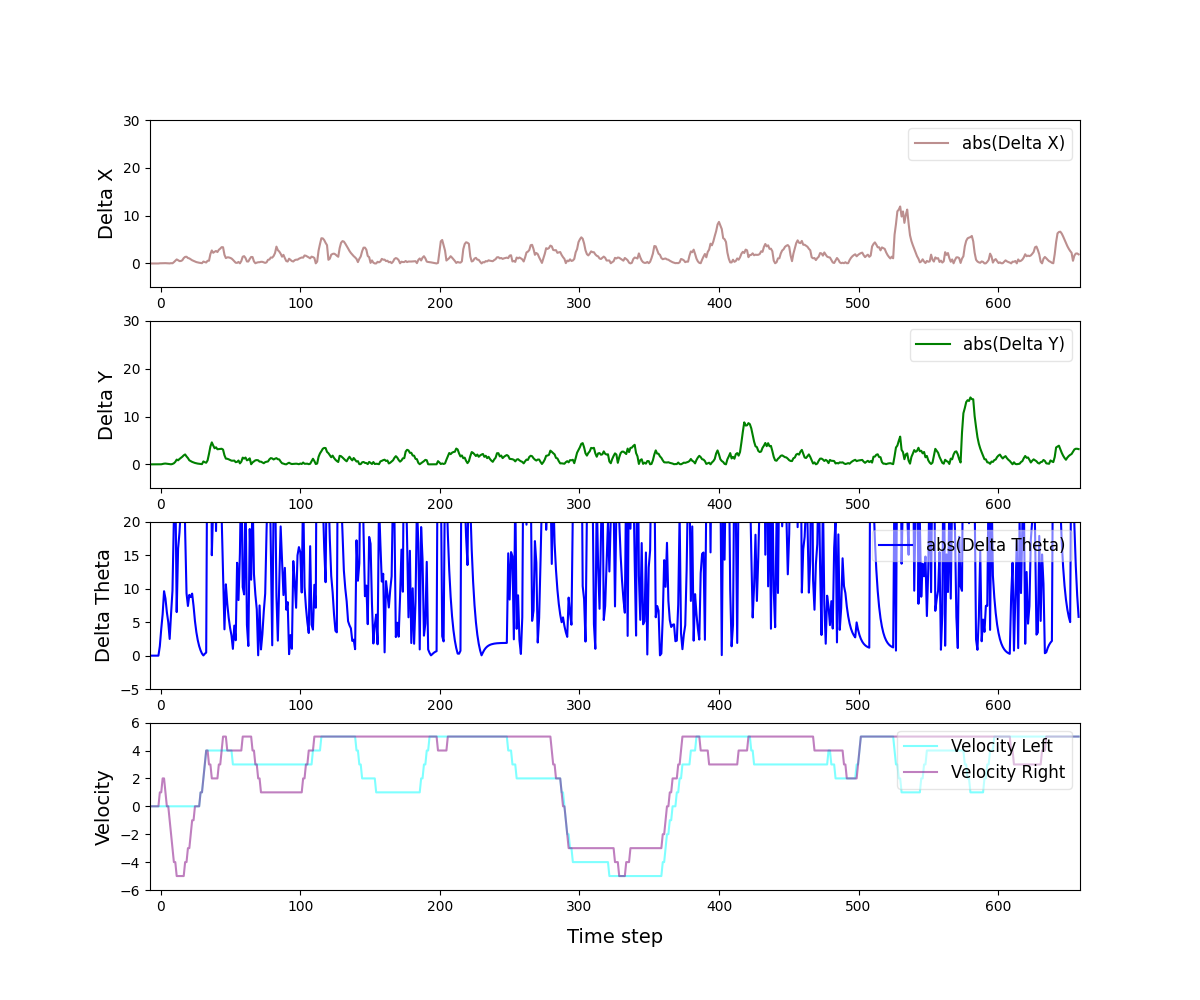 30
20
10
0
Delta X
abs(Delta X)
0 100 200 300 400 500 600
30
20
10
0
Delta Y
abs(Delta Y)
0 100 200 300 400 500 600
20
15
10
5
0
−5
Delta Theta
abs(Delta Theta)
0 100 200 300 400 500 600
6
4
2
0
−2
−4
−6
Velocity
Velocity Left
Velocity Right
0 100 200 300 400 500 600
Time step